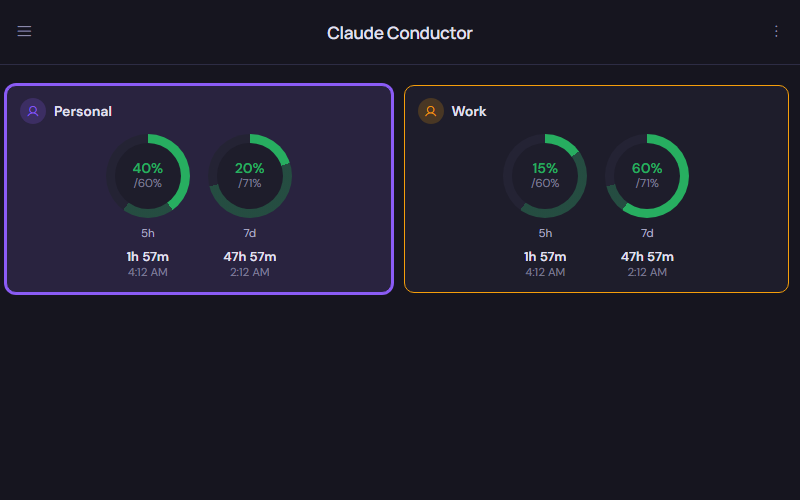 Claude Conductor
Personal
40%
/60%
5h
1h 57m
4:12 AM
20%
/71%
7d
47h 57m
2:12 AM
Work
15%
/60%
5h
1h 57m
4:12 AM
60%
/71%
7d
47h 57m
2:12 AM